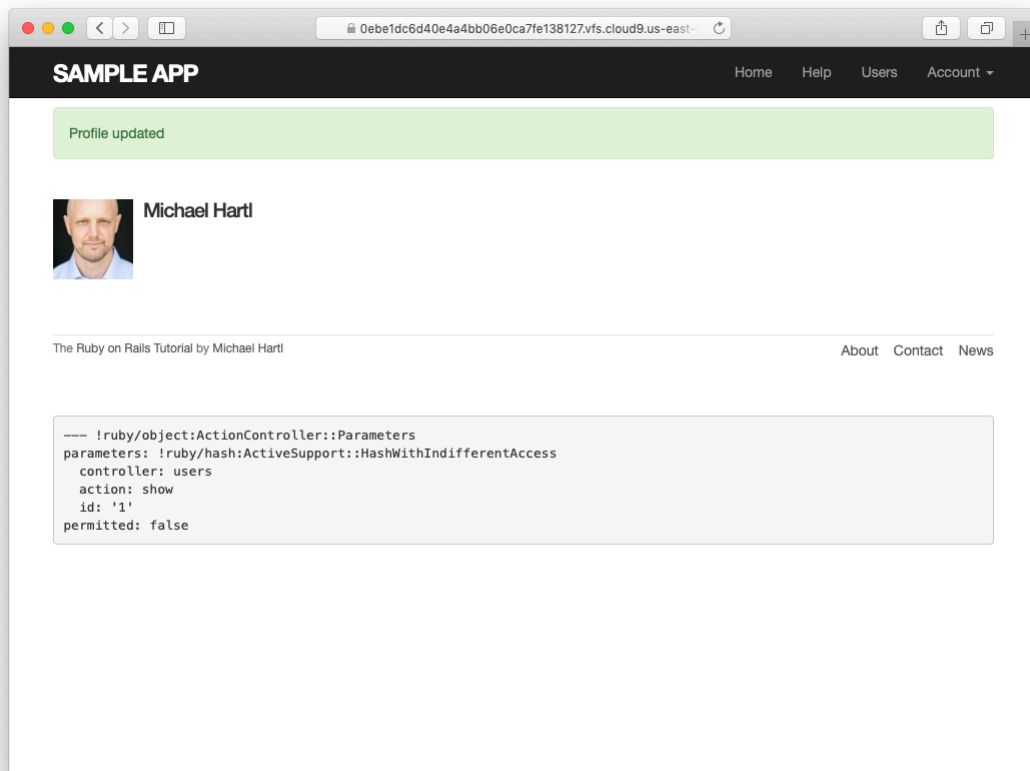 0ebe1dc6d40e4a4bb06e0ca7fe138127.vfs.cloud9.us-east-
SAMPLE APP
Home Help Users Account
Profile updated
Michael Hartl
The Ruby on Rails Tutorial by Michael Hartl
About Contact News
--- !ruby/object:ActionController::Parameters
parameters: !ruby/hash:ActiveSupport::HashWithIndifferentAccess
  controller: users
  action: show
  id: '1'
permitted: false